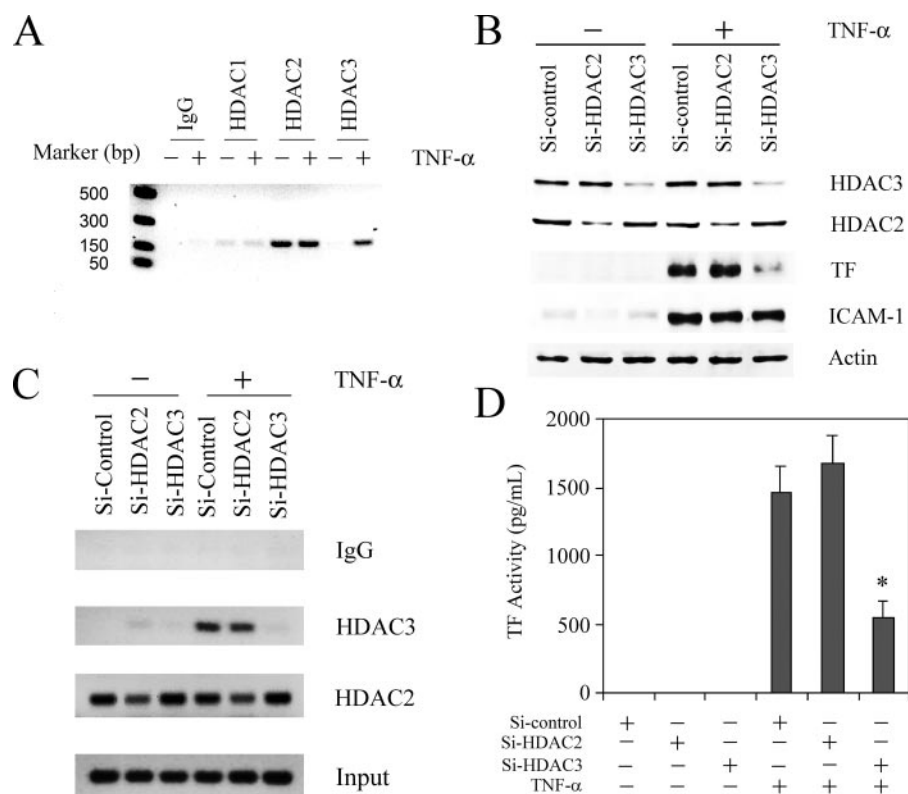 A
IgG
HDAC1
HDAC2
HDAC3
Marker (bp) − + − + − + − + TNF-α
500
300
150
50
B
− + TNF-α
Si-control
Si-HDAC2
Si-HDAC3
Si-control
Si-HDAC2
Si-HDAC3
HDAC3
HDAC2
TF
ICAM-1
Actin
C
− + TNF-α
Si-Control
Si-HDAC2
Si-HDAC3
Si-Control
Si-HDAC2
Si-HDAC3
IgG
HDAC3
HDAC2
Input
D
TF Activity (pg/mL)
2000
1500
1000
500
0
*
Si-control + − − + − −
Si-HDAC2 − + − − + −
Si-HDAC3 − − + − − +
TNF-α − − − + + +